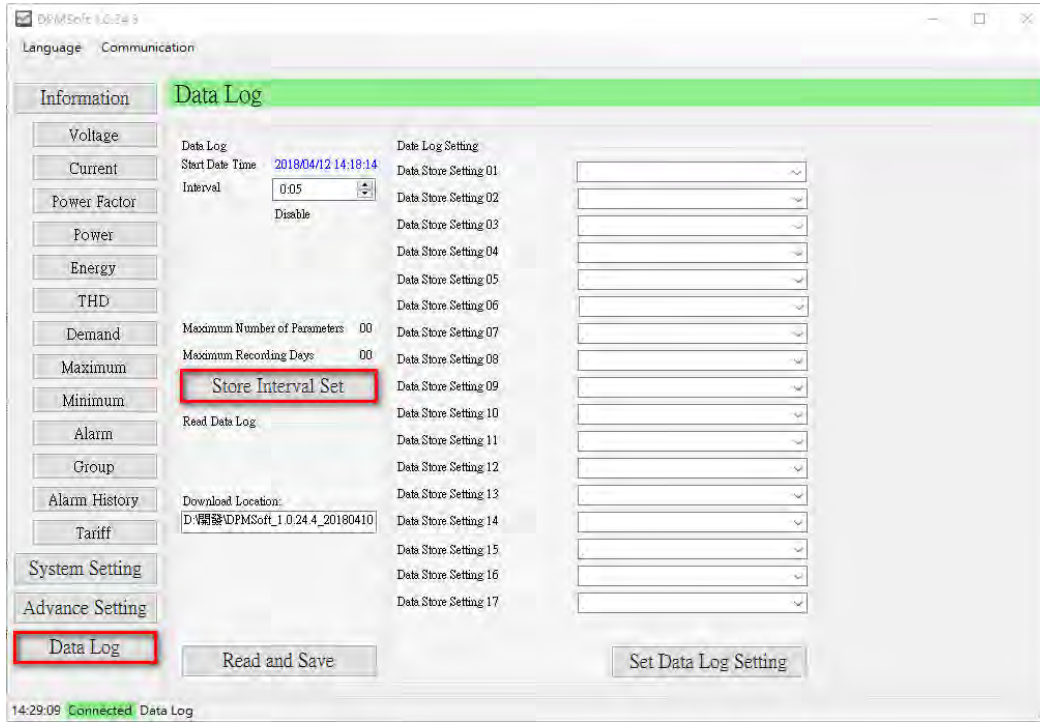 DPMSoft 1.0.24.3
Language Communication
Information
Voltage
Current
Power Factor
Power
Energy
THD
Demand
Maximum
Minimum
Alarm
Group
Alarm History
Tariff
System Setting
Advance Setting
Data Log
Data Log
Data Log
Start Date Time 2018/04/12 14:18:14
Interval 0:05
Disable
Maximum Number of Parameters 00
Maximum Recording Days 00
Store Interval Set
Read Data Log
Download Location:
D:\開發\DPMSoft_1.0.24.4_20180410
Read and Save
Date Log Setting
Data Store Setting 01
Data Store Setting 02
Data Store Setting 03
Data Store Setting 04
Data Store Setting 05
Data Store Setting 06
Data Store Setting 07
Data Store Setting 08
Data Store Setting 09
Data Store Setting 10
Data Store Setting 11
Data Store Setting 12
Data Store Setting 13
Data Store Setting 14
Data Store Setting 15
Data Store Setting 16
Data Store Setting 17
Set Data Log Setting
14:29:09 Connected Data Log